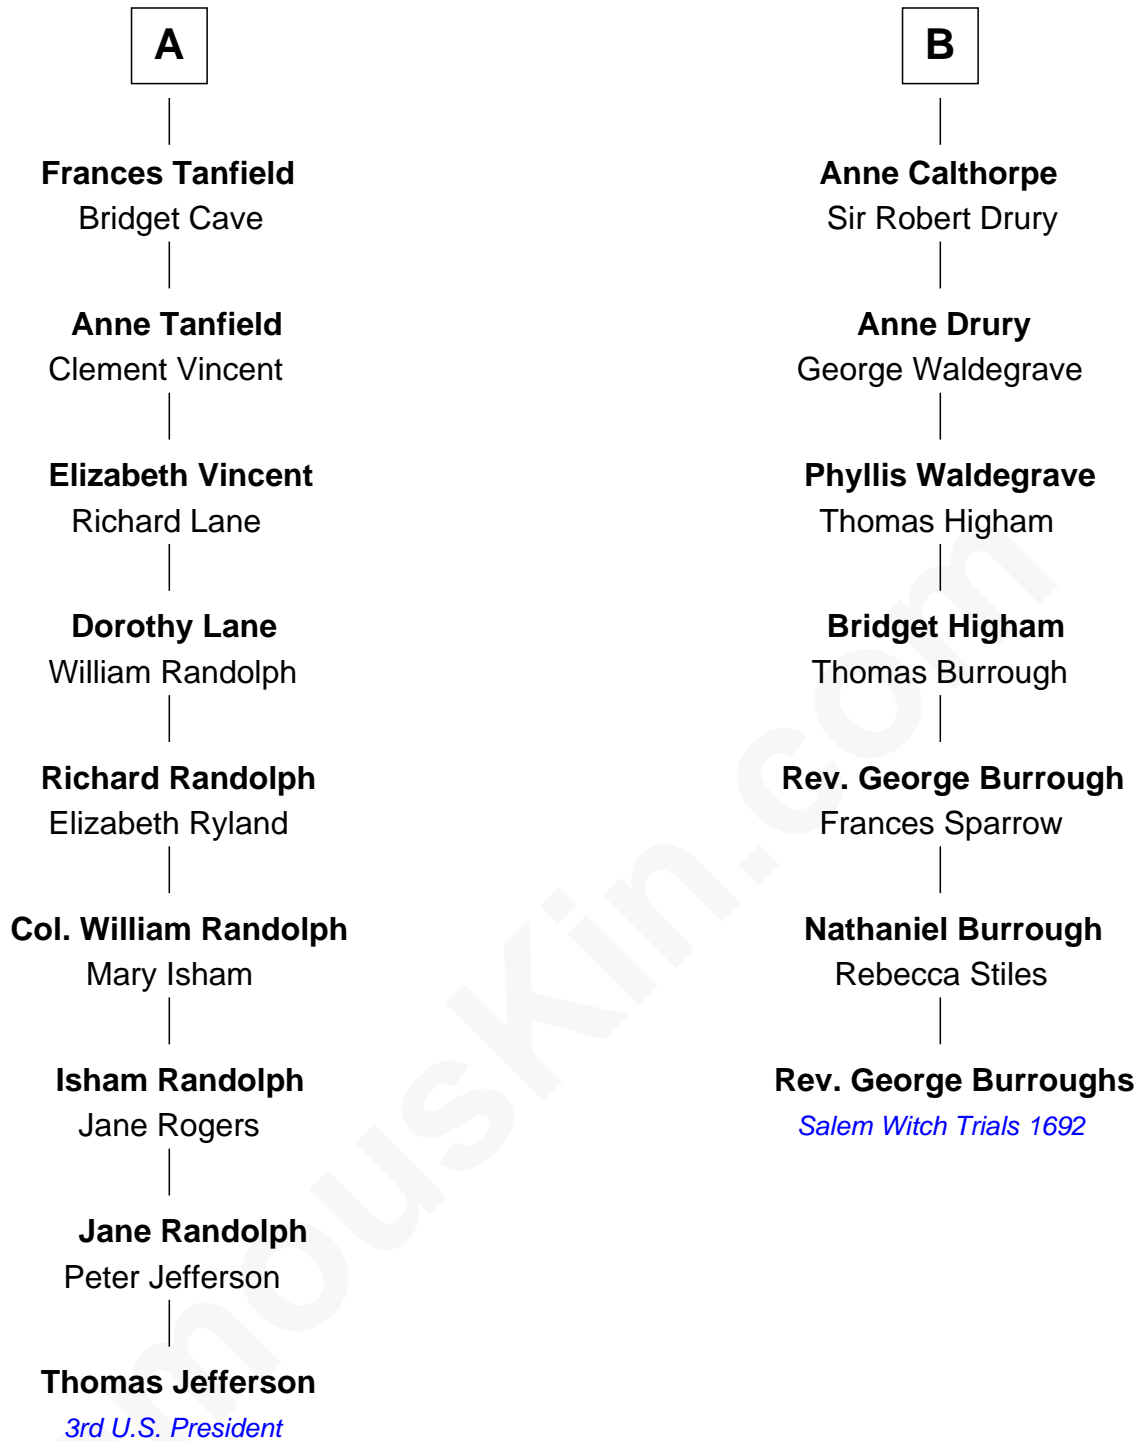 A
Frances Tanfield
Bridget Cave
Anne Tanfield
Clement Vincent
Elizabeth Vincent
Richard Lane
Dorothy Lane
William Randolph
Richard Randolph
Elizabeth Ryland
Col. William Randolph
Mary Isham
Isham Randolph
Jane Rogers
Jane Randolph
Peter Jefferson
Thomas Jefferson
3rd U.S. President
B
Anne Calthorpe
Sir Robert Drury
Anne Drury
George Waldegrave
Phyllis Waldegrave
Thomas Higham
Bridget Higham
Thomas Burrough
Rev. George Burrough
Frances Sparrow
Nathaniel Burrough
Rebecca Stiles
Rev. George Burroughs
Salem Witch Trials 1692
mouskin.com